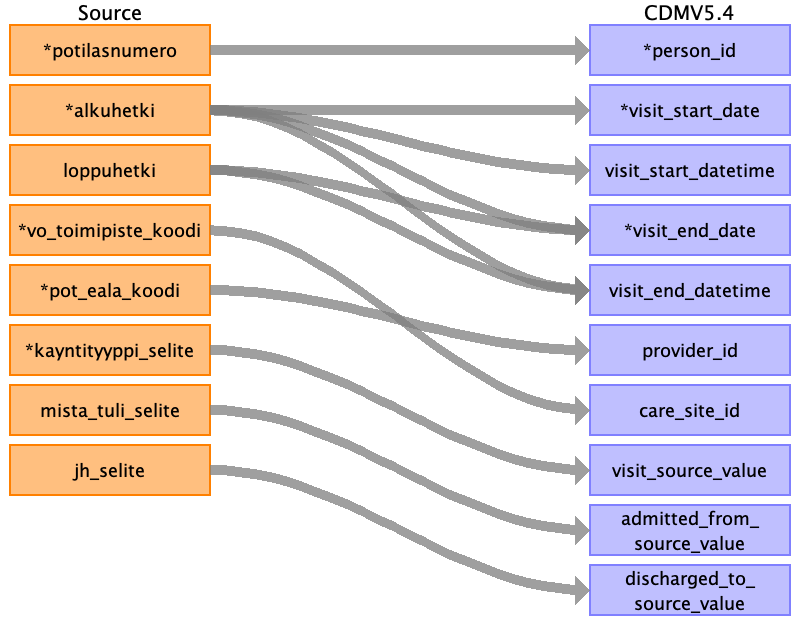 Source
CDMV5.4
*potilasnumero
*person_id
*alkuhetki
*visit_start_date
loppuhetki
visit_start_datetime
*vo_toimipiste_koodi
*visit_end_date
*pot_eala_koodi
visit_end_datetime
*kayntityyppi_selite
provider_id
mista_tuli_selite
care_site_id
jh_selite
visit_source_value
admitted_from_
source_value
discharged_to_
source_value